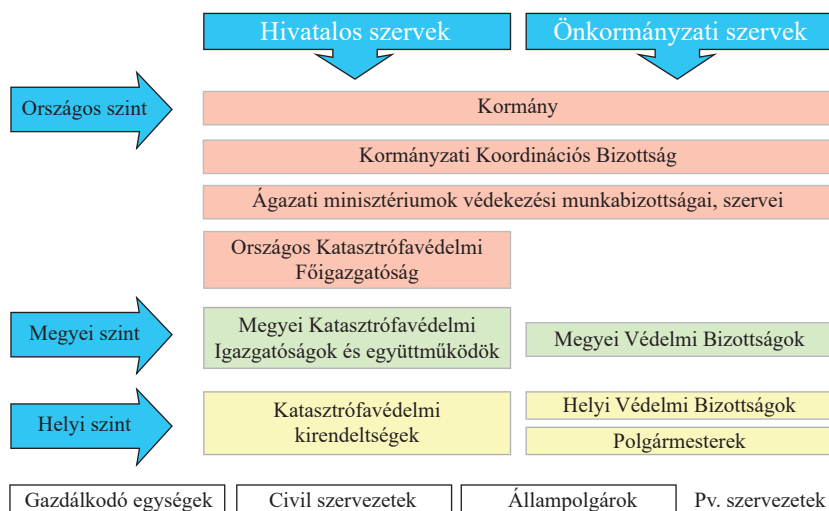 Hivatalos szervek
Önkormányzati szervek
Országos szint
Kormány
Kormányzati Koordinációs Bizottság
Ágazati minisztériumok védekezési munkabizottságai, szervei
Országos Katasztrófavédelmi
Főigazgatóság
Megyei szint
Megyei Katasztrófavédelmi
Igazgatóságok és együttműködök
Megyei Védelmi Bizottságok
Helyi szint
Katasztrófavédelmi
kirendeltségek
Helyi Védelmi Bizottságok
Polgármesterek
Gazdálkodó egységek
Civil szervezetek
Állampolgárok
Pv. szervezetek